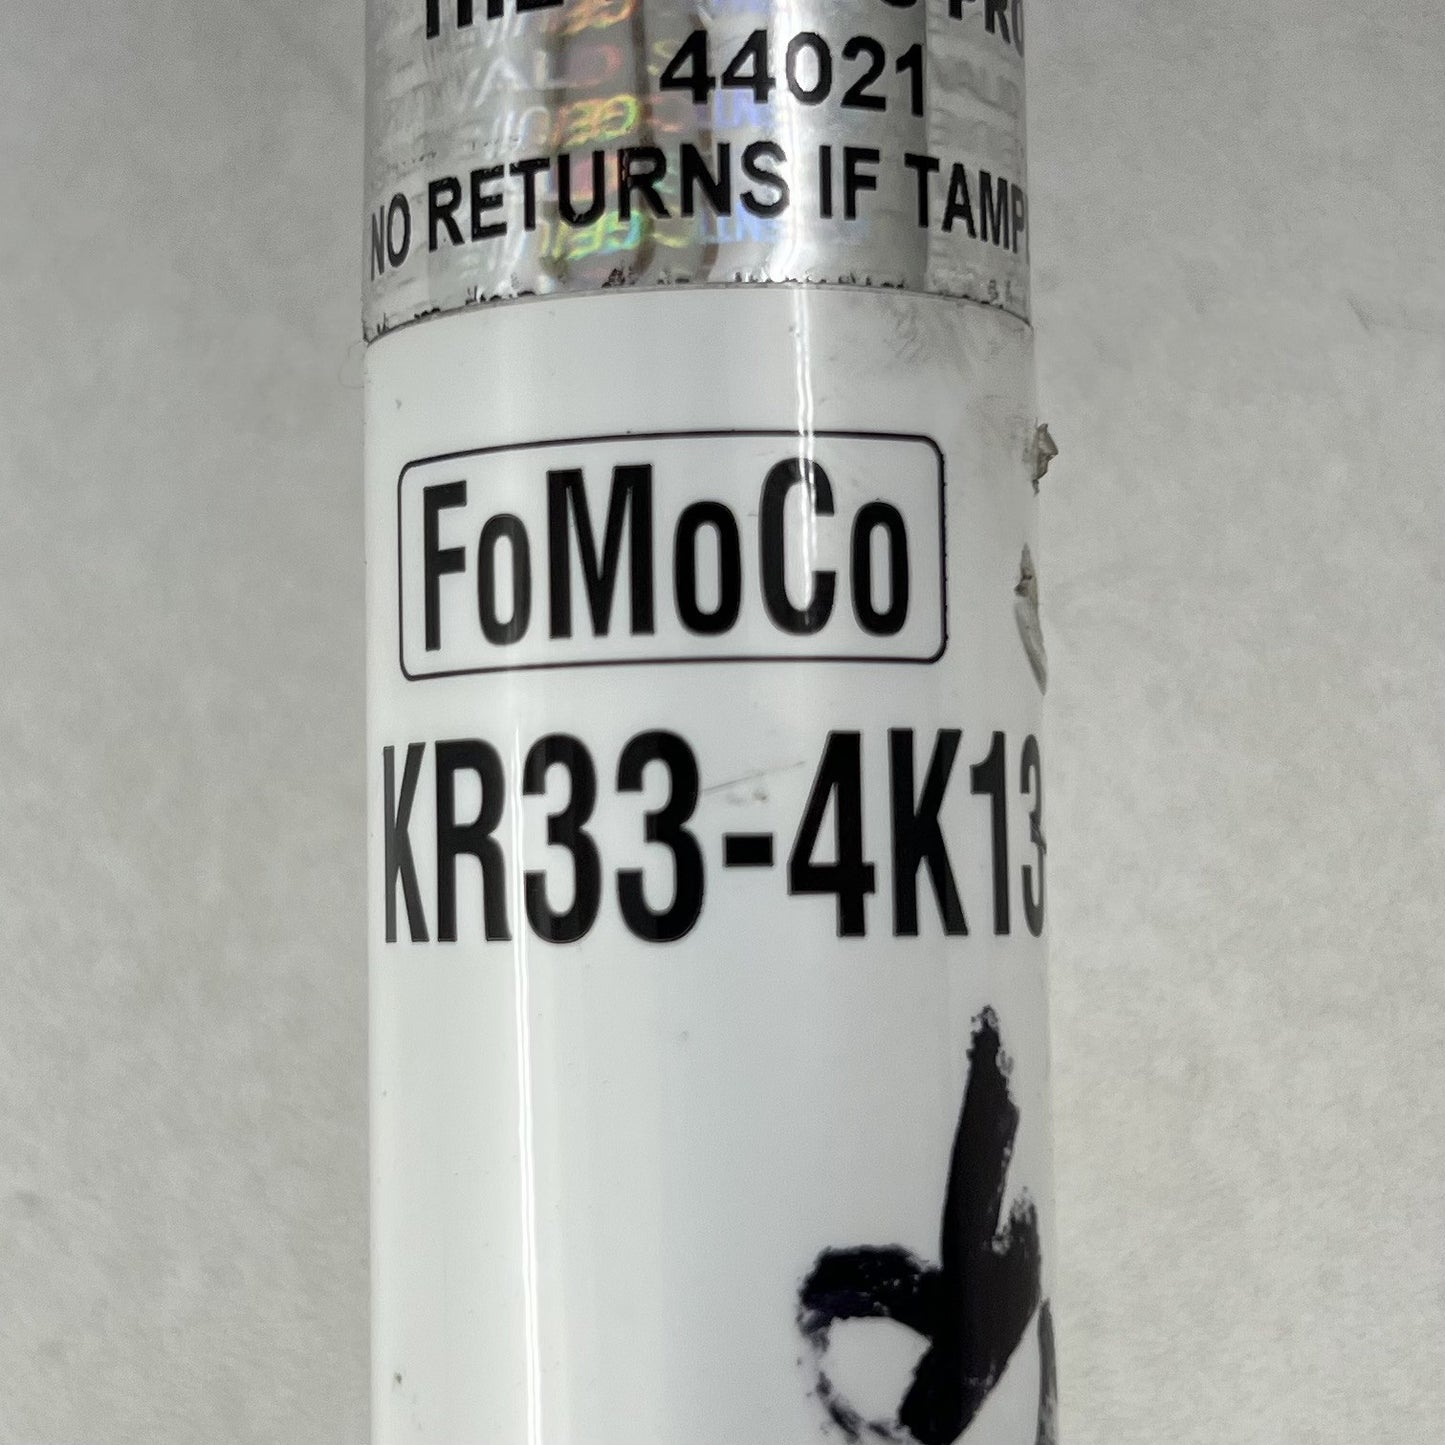 44021
NO RETURNS IF TAMP
FoMoCo
KR33-4K13